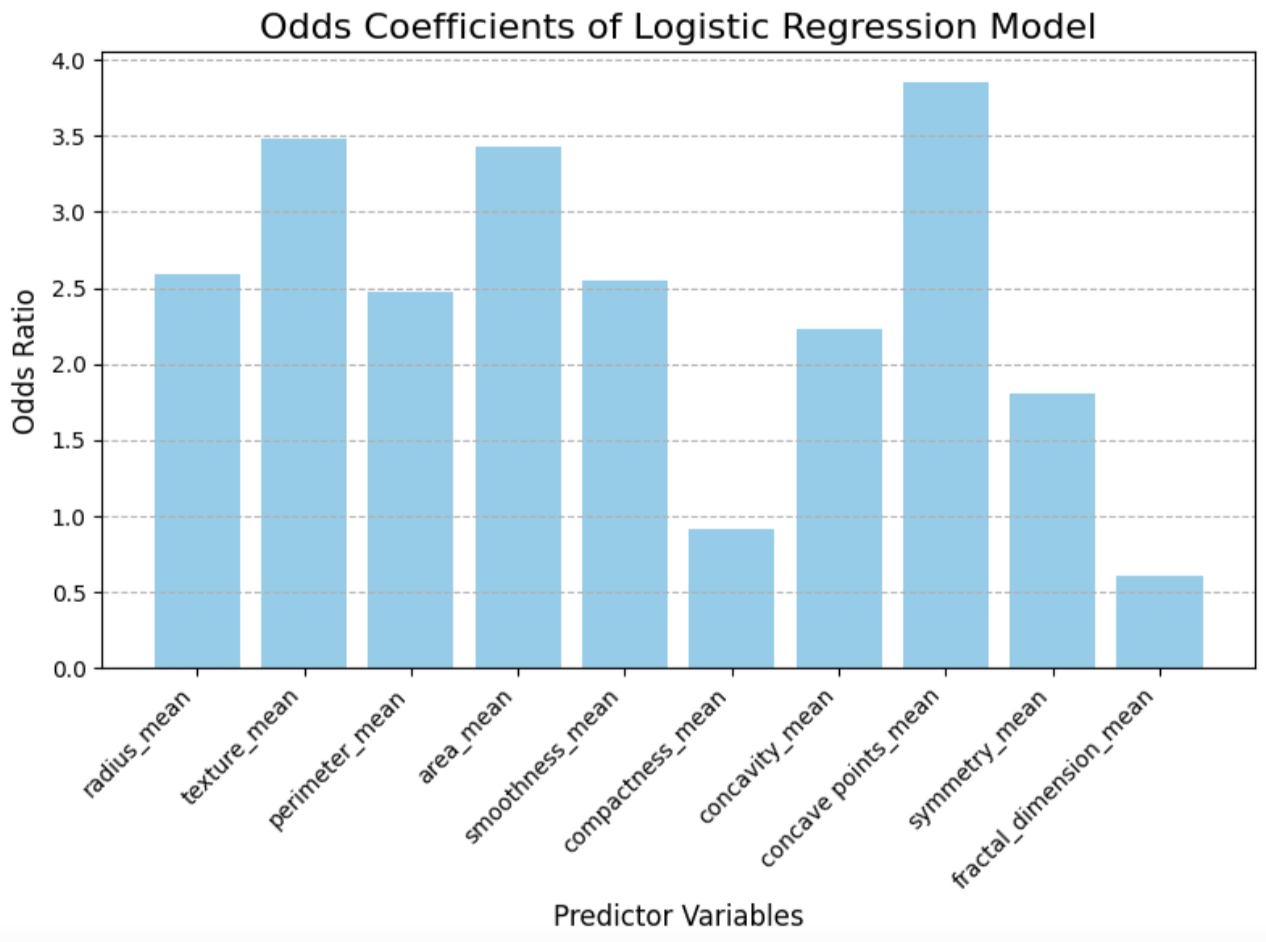 Odds Coefficients of Logistic Regression Model
4.0
3.5
3.0
2.5
2.0
1.5
1.0
0.5
0.0
Odds Ratio
radius_mean
texture_mean
perimeter_mean
area_mean
smoothness_mean
compactness_mean
concavity_mean
concave points_mean
symmetry_mean
fractal_dimension_mean
Predictor Variables